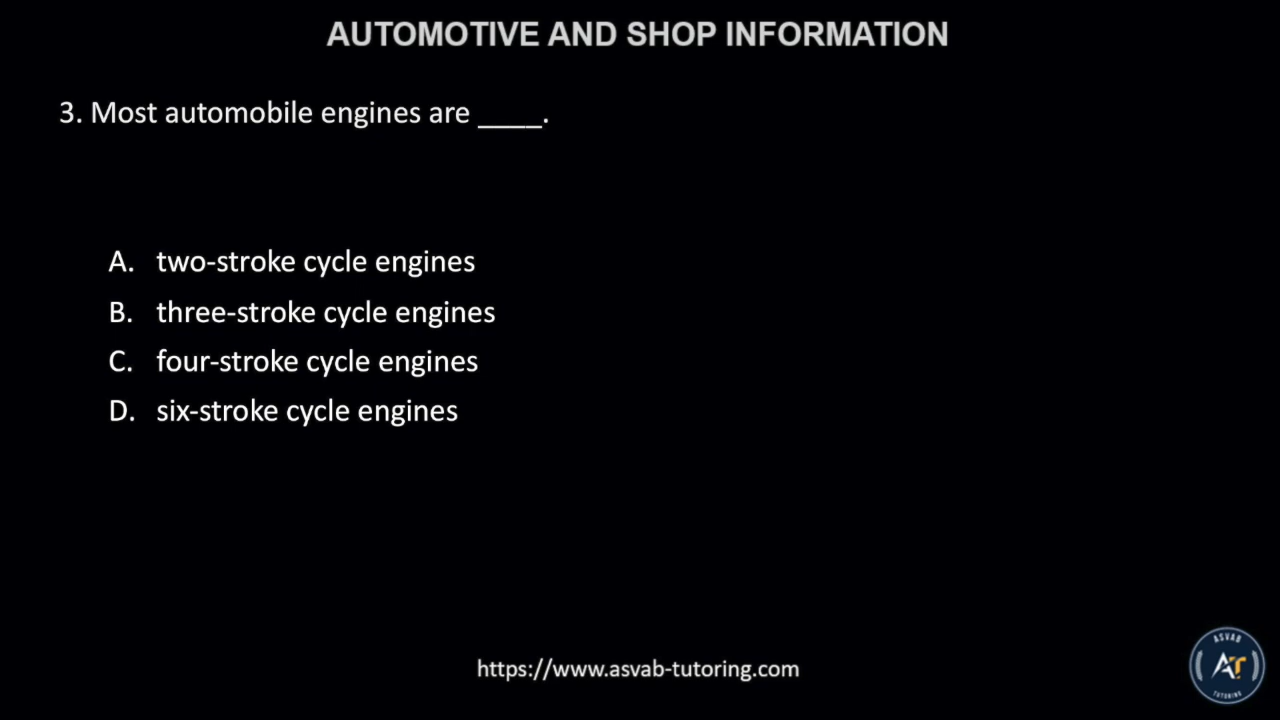 AUTOMOTIVE AND SHOP INFORMATION
3. Most automobile engines are ____.
A. two-stroke cycle engines
B. three-stroke cycle engines
C. four-stroke cycle engines
D. six-stroke cycle engines
https://www.asvab-tutoring.com
ASVAB
AT
TUTORING